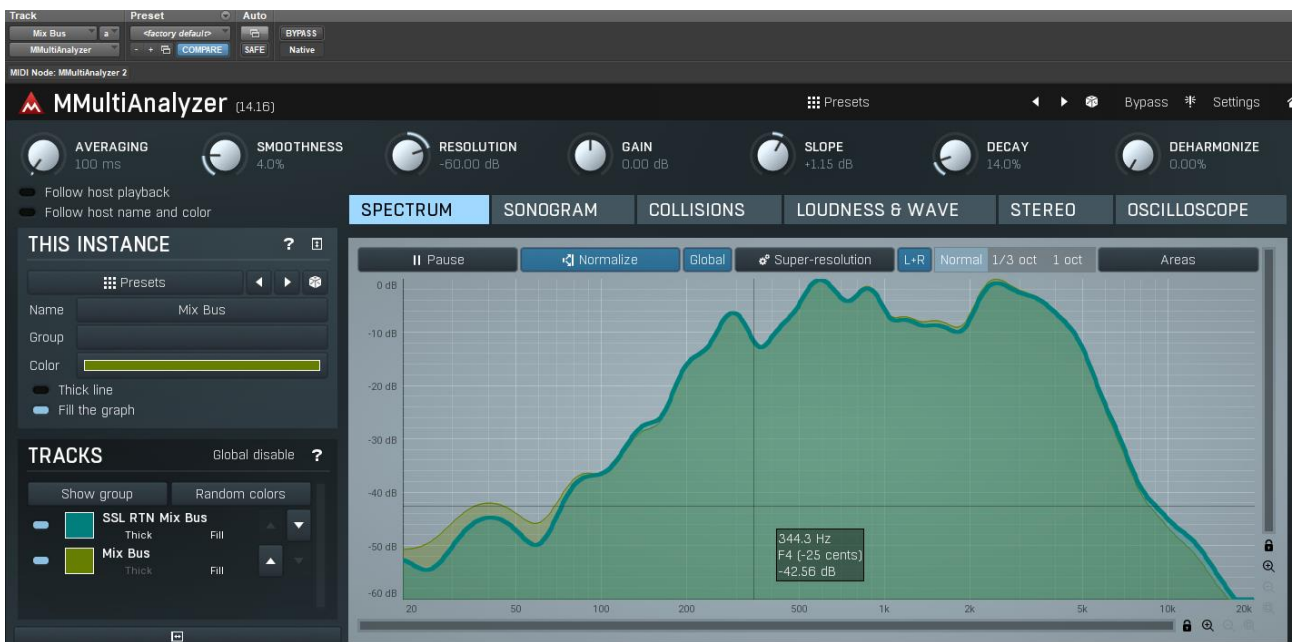 Track Preset Auto
Mix Bus a <factory default> BYPASS
MMultiAnalyzer - + COMPARE SAFE Native
MIDI Node: MMultiAnalyzer 2
MMultiAnalyzer (14.16) Presets Bypass Settings
AVERAGING SMOOTHNESS RESOLUTION GAIN SLOPE DECAY DEHARMONIZE
100 ms 4.0% -60.00 dB 0.00 dB +1.15 dB 14.0% 0.00%
Follow host playback
Follow host name and color
SPECTRUM SONOGRAM COLLISIONS LOUDNESS & WAVE STEREO OSCILLOSCOPE
THIS INSTANCE ?
Pause Normalize Global Super-resolution L+R Normal 1/3 oct 1 oct Areas
Presets
Name Mix Bus
Group
Color
Thick line
Fill the graph
TRACKS Global disable ?
Show group Random colors
SSL RTN Mix Bus
Thick Fill
Mix Bus
Thick Fill
0 dB
-10 dB
-20 dB
-30 dB
-40 dB
-50 dB
-60 dB
344.3 Hz
F4 (-25 cents)
-42.56 dB
20 50 100 200 500 1k 2k 5k 10k 20k